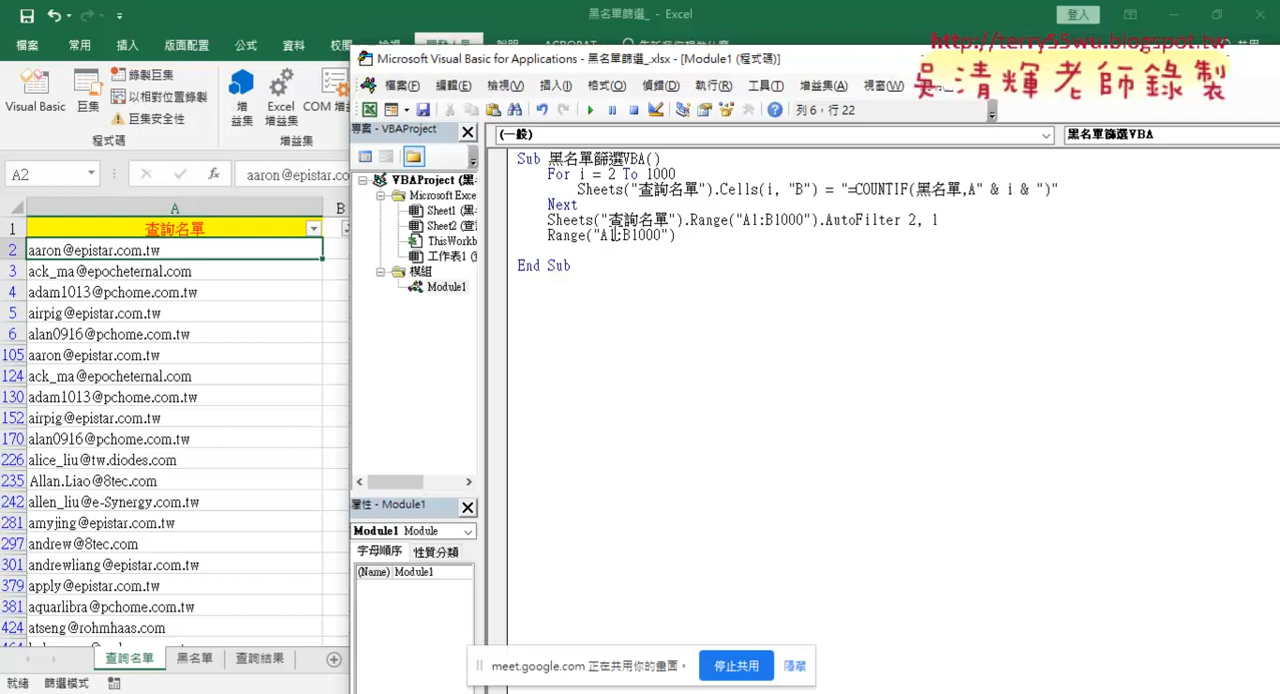 黑名單篩選_ - Excel
登入
檔案 常用 插入 版面配置 公式 資料
http://terry55wu.blogspot.tw
吳清輝老師錄製
Visual Basic
巨集
錄製巨集
以相對位置錄製
巨集安全性
程式碼
增益集
Excel 增益集
COM
增益集
A2
aaron@epistar.co
Microsoft Visual Basic for Applications - 黑名單篩選_.xlsx - [Module1 (程式碼)]
檔案(F) 編輯(E) 檢視(V) 插入(I) 格式(O) 偵錯(D) 執行(R) 工具(T) 增益集(A) 視窗(W)
列 6，行 22
專案 - VBAProject
VBAProject (黑
Microsoft Exce
Sheet1 (黑
Sheet2 (查
ThisWorkb
工作表1 (
模組
Module1
屬性 - Module1
Module1 Module
字母順序 性質分類
(Name) Module1
(一般)
黑名單篩選VBA
Sub 黑名單篩選VBA()
For i = 2 To 1000
Sheets("查詢名單").Cells(i, "B") = "=COUNTIF(黑名單,A" & i & ")"
Next
Sheets("查詢名單").Range("A1:B1000").AutoFilter 2, 1
Range("A1:B1000")
End Sub
A B
1 查詢名單
2 aaron@epistar.com.tw
3 ack_ma@epocheternal.com
4 adam1013@pchome.com.tw
5 airpig@epistar.com.tw
6 alan0916@pchome.com.tw
105 aaron@epistar.com.tw
124 ack_ma@epocheternal.com
130 adam1013@pchome.com.tw
152 airpig@epistar.com.tw
170 alan0916@pchome.com.tw
226 alice_liu@tw.diodes.com
235 Allan.Liao@8tec.com
242 allen_liu@e-Synergy.com.tw
281 amyjing@epistar.com.tw
297 andrew@8tec.com
301 andrewliang@epistar.com.tw
379 apply@epistar.com.tw
381 aquarlibra@pchome.com.tw
424 atseng@rohmhaas.com
查詢名單 黑名單 查詢結果
就緒 篩選模式
meet.google.com 正在共用你的畫面。 停止共用 隱藏